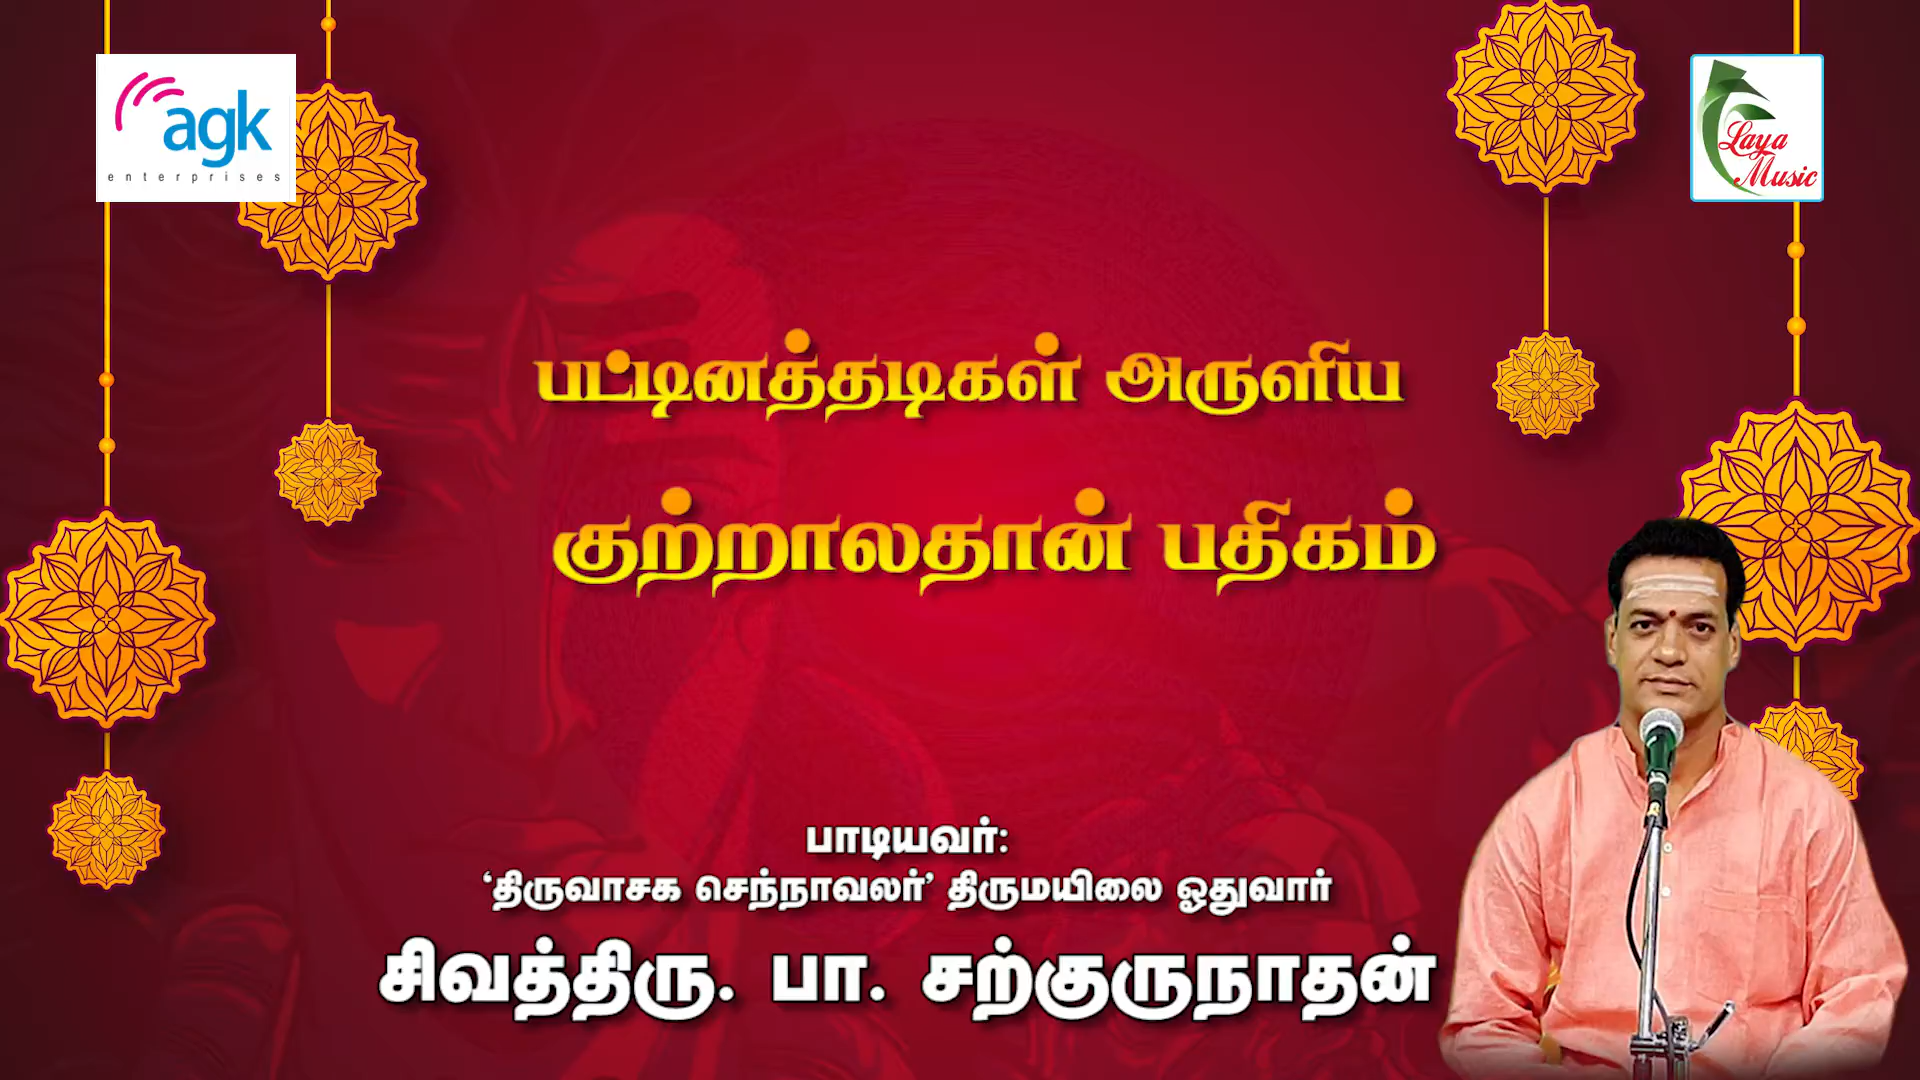 agk
enterprises
Laya
Music
பட்டினத்தடிகள் அருளிய
குற்றாலதான் பதிகம்
பாடியவர்:
‘திருவாசக செந்நாவலர்’ திருமயிலை ஓதுவார்
சிவத்திரு. பா. சற்குருநாதன்